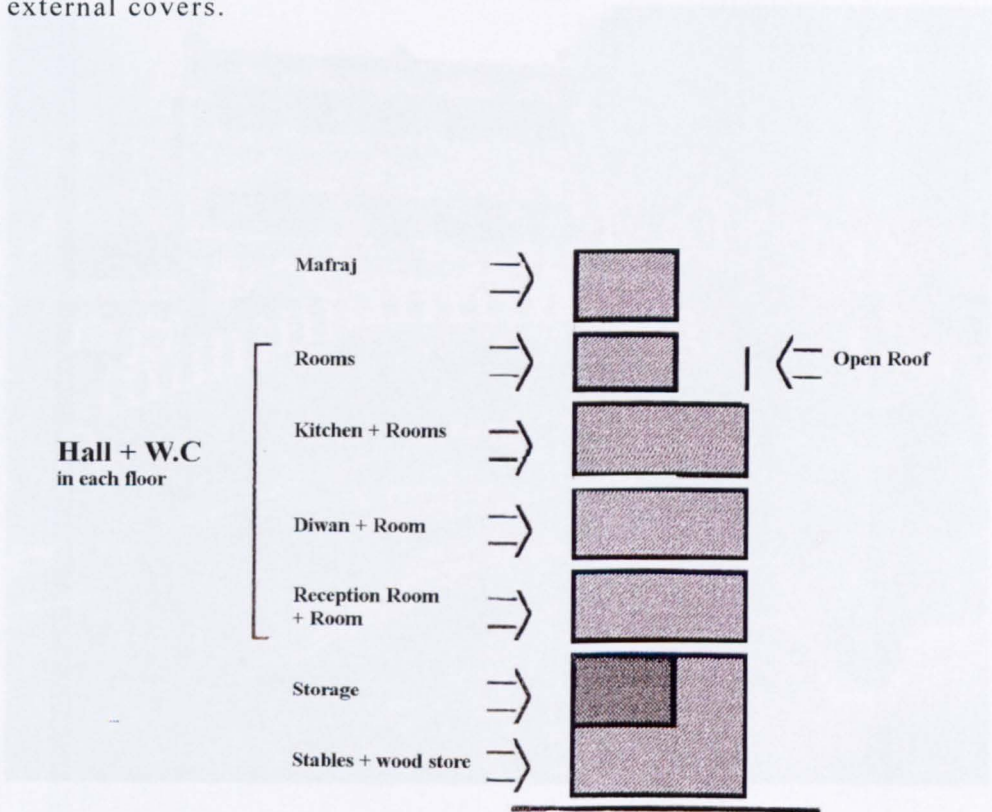 external covers.
Mafraj
Rooms
Open Roof
Kitchen + Rooms
Hall + W.C
in each floor
Diwan + Room
Reception Room
+ Room
Storage
Stables + wood store